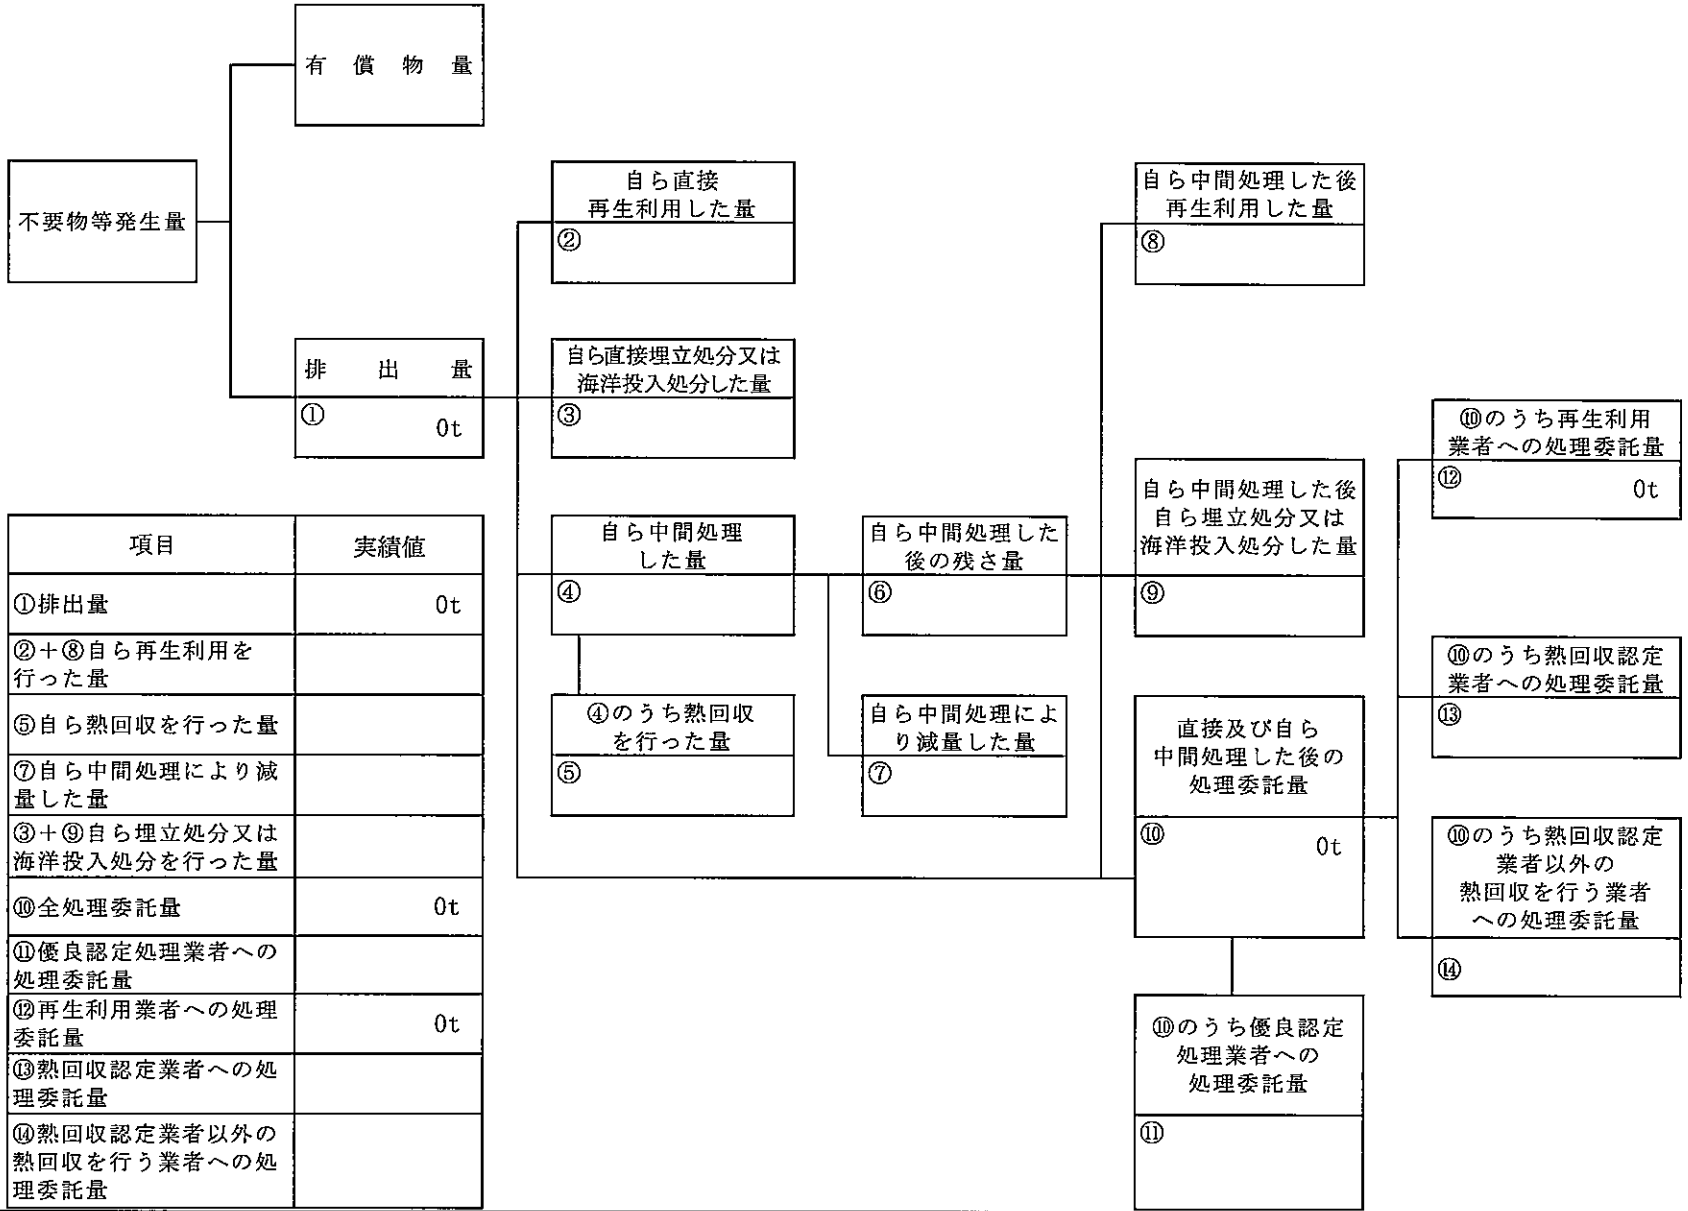 有償物量
不要物等発生量
排出量
①
0t
自ら直接
再生利用した量
②
自ら直接埋立処分又は
海洋投入処分した量
③
自ら中間処理
した量
④
④のうち熱回収
を行った量
⑤
自ら中間処理した
後の残さ量
⑥
自ら中間処理によ
り減量した量
⑦
自ら中間処理した後
再生利用した量
⑧
自ら中間処理した後
自ら埋立処分又は
海洋投入処分した量
⑨
直接及び自ら
中間処理した後の
処理委託量
⑩
0t
⑩のうち優良認定
処理業者への
処理委託量
⑪
⑩のうち再生利用
業者への処理委託量
⑫
0t
⑩のうち熱回収認定
業者への処理委託量
⑬
⑩のうち熱回収認定
業者以外の
熱回収を行う業者
への処理委託量
⑭
項目
実績値
①排出量
0t
②+⑧自ら再生利用を
行った量
⑤自ら熱回収を行った量
⑦自ら中間処理により減
量した量
③+⑨自ら埋立処分又は
海洋投入処分を行った量
⑩全処理委託量
0t
⑪優良認定処理業者への
処理委託量
⑫再生利用業者への処理
委託量
0t
⑬熱回収認定業者への処
理委託量
⑭熱回収認定業者以外の
熱回収を行う業者への処
理委託量